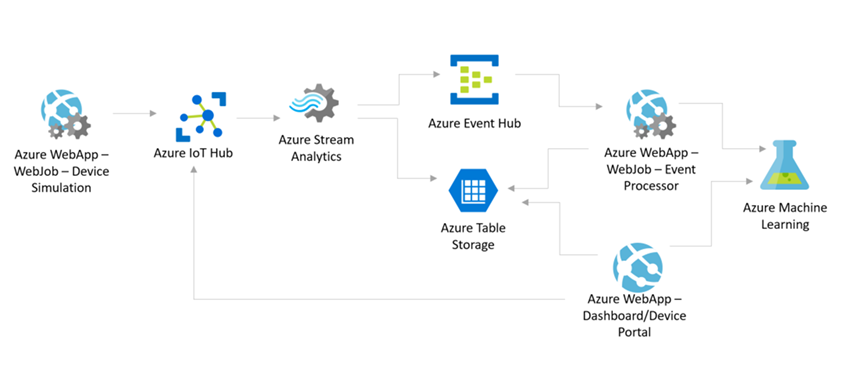 Azure WebApp –
WebJob – Device
Simulation
Azure IoT Hub
Azure Stream
Analytics
Azure Event Hub
Azure Table
Storage
Azure WebApp –
WebJob – Event
Processor
Azure Machine
Learning
Azure WebApp –
Dashboard/Device
Portal